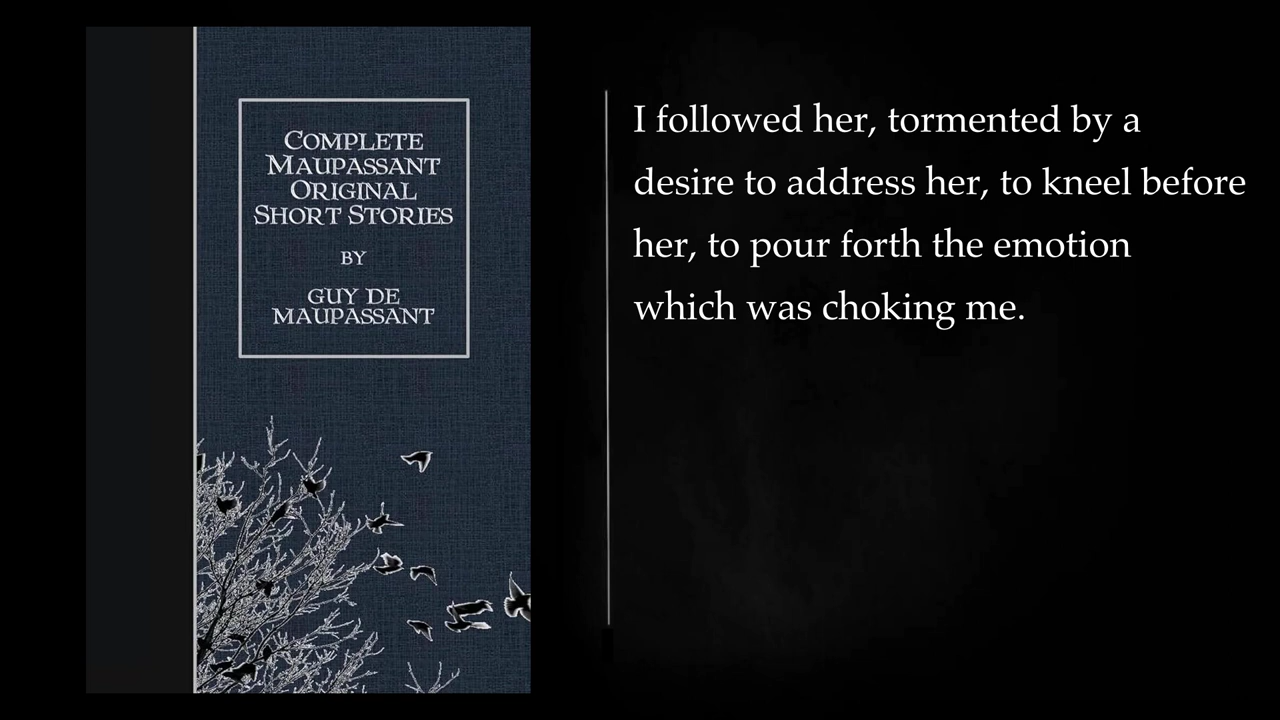 COMPLETE
MAUPASSANT
ORIGINAL
SHORT STORIES
BY
GUY DE
MAUPASSANT
I followed her, tormented by a
desire to address her, to kneel before
her, to pour forth the emotion
which was choking me.